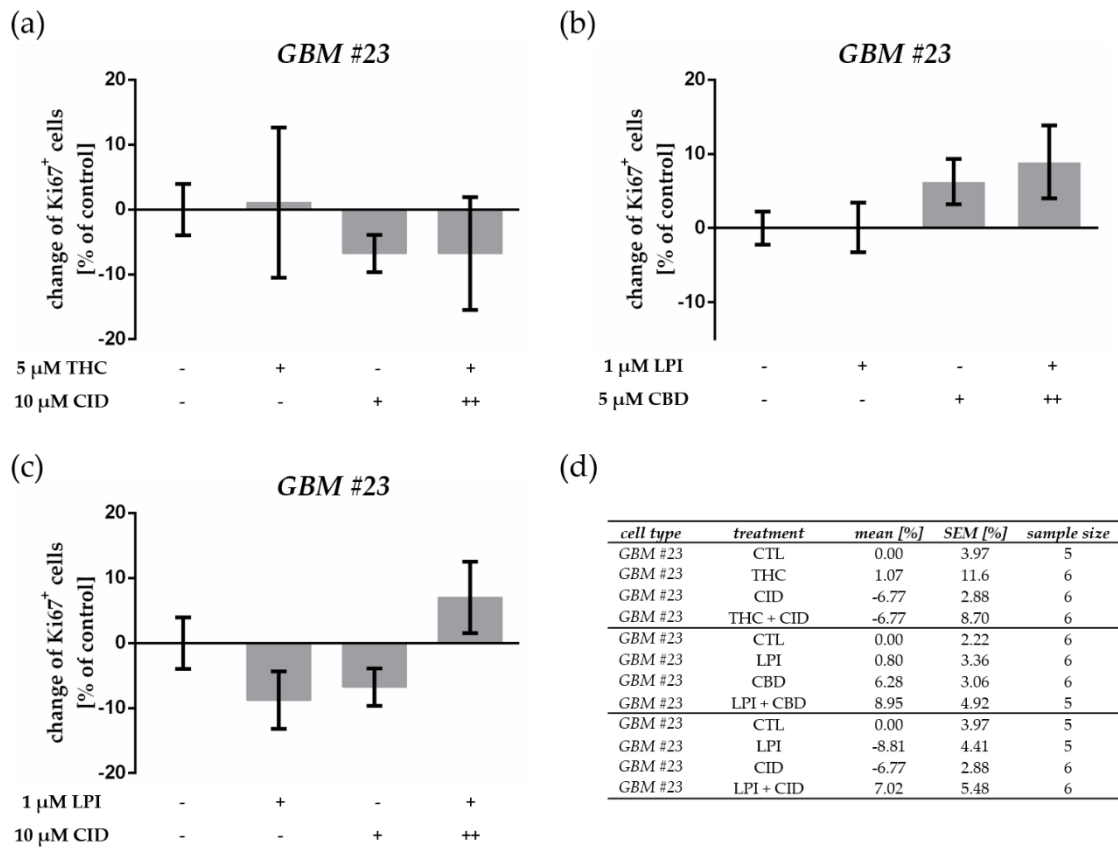 (a)
GBM #23
change of Ki67+ cells
[% of control]
20
10
0
-10
-20
5 µM THC - + - +
10 µM CID - - + ++
(b)
GBM #23
change of Ki67+ cells
[% of control]
20
10
0
-10
1 µM LPI - + - +
5 µM CBD - - + ++
(c)
GBM #23
change of Ki67+ cells
[% of control]
20
10
0
-10
-20
1 µM LPI - + - +
10 µM CID - - + ++
(d)
cell type treatment mean [%] SEM [%] sample size
GBM #23 CTL 0.00 3.97 5
GBM #23 THC 1.07 11.6 6
GBM #23 CID -6.77 2.88 6
GBM #23 THC + CID -6.77 8.70 6
GBM #23 CTL 0.00 2.22 6
GBM #23 LPI 0.80 3.36 6
GBM #23 CBD 6.28 3.06 6
GBM #23 LPI + CBD 8.95 4.92 5
GBM #23 CTL 0.00 3.97 5
GBM #23 LPI -8.81 4.41 5
GBM #23 CID -6.77 2.88 6
GBM #23 LPI + CID 7.02 5.48 6